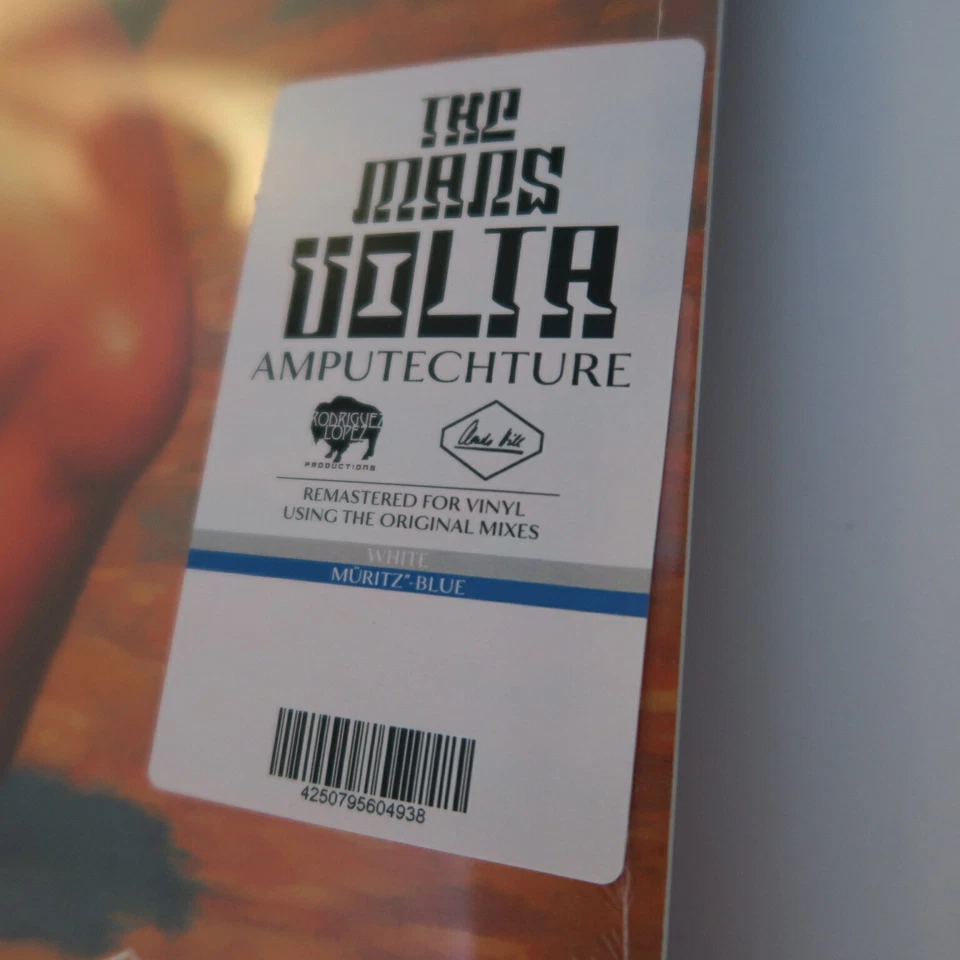 THE
MARS
VOLTA
AMPUTECHTURE
RODRIGUEZ
LOPEZ
PRODUCTIONS
REMASTERED FOR VINYL
USING THE ORIGINAL MIXES
WHITE
MÜRITZ"-BLUE
4250795604938